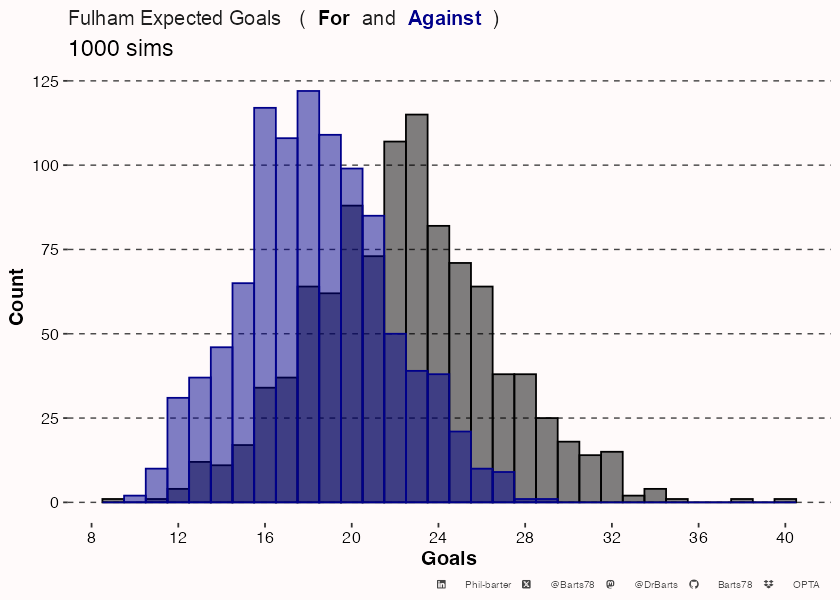 Fulham Expected Goals ( For and Against )
1000 sims
125
100
75
50
25
0
Count
8 12 16 20 24 28 32 36 40
Goals
Phil-barter @Barts78 @DrBarts Barts78 OPTA